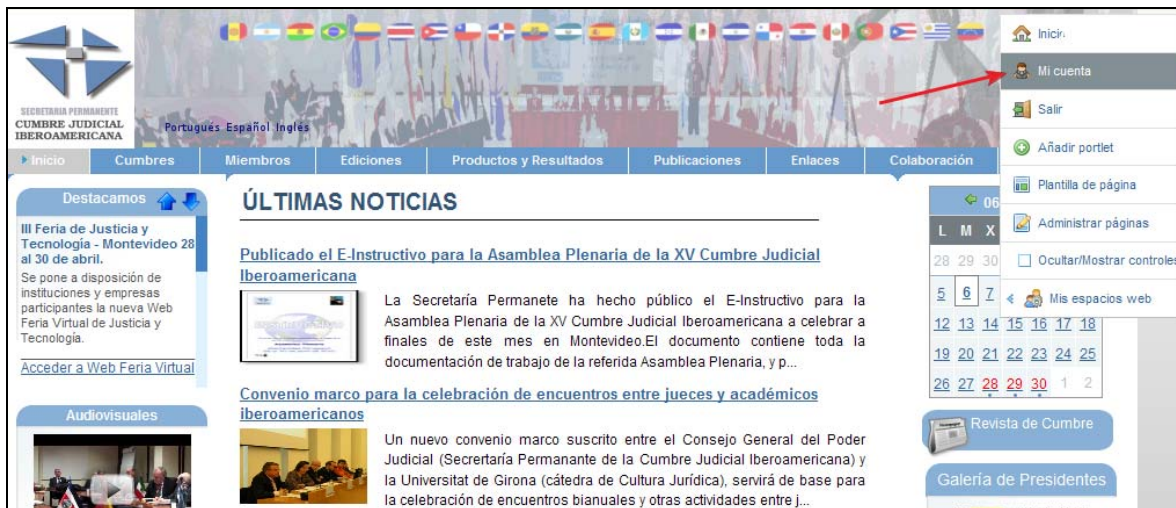 SECRETARIA PERMANENTE
CUMBRE JUDICIAL
IBEROAMERICANA
Portugués Español Inglés
Inicio
Cumbres
Miembros
Ediciones
Productos y Resultados
Publicaciones
Enlaces
Colaboración
Mi cuenta
Salir
Añadir portlet
Plantilla de página
Administrar páginas
Ocultar/Mostrar controles
Mis espacios web
Destacamos
III Feria de Justicia y
Tecnología - Montevideo 28
al 30 de abril.
Se pone a disposición de
instituciones y empresas
participantes la nueva Web
Feria Virtual de Justicia y
Tecnología.
Acceder a Web Feria Virtual
Audiovisuales
ÚLTIMAS NOTICIAS
Publicado el E-Instructivo para la Asamblea Plenaria de la XV Cumbre Judicial
Iberoamericana
La Secretaría Permanete ha hecho público el E-Instructivo para la
Asamblea Plenaria de la XV Cumbre Judicial Iberoamericana a celebrar a
finales de este mes en Montevideo.El documento contiene toda la
documentación de trabajo de la referida Asamblea Plenaria, y p...
Convenio marco para la celebración de encuentros entre jueces y académicos
iberoamericanos
Un nuevo convenio marco suscrito entre el Consejo General del Poder
Judicial (Secrertaría Permanante de la Cumbre Judicial Iberoamericana) y
la Universitat de Girona (cátedra de Cultura Jurídica), servirá de base para
la celebración de encuentros bianuales y otras actividades entre j...
06
L M X
28 29 30
5 6 7
12 13 14 15 16 17 18
19 20 21 22 23 24 25
26 27 28 29 30 1 2
Revista de Cumbre
Galería de Presidentes